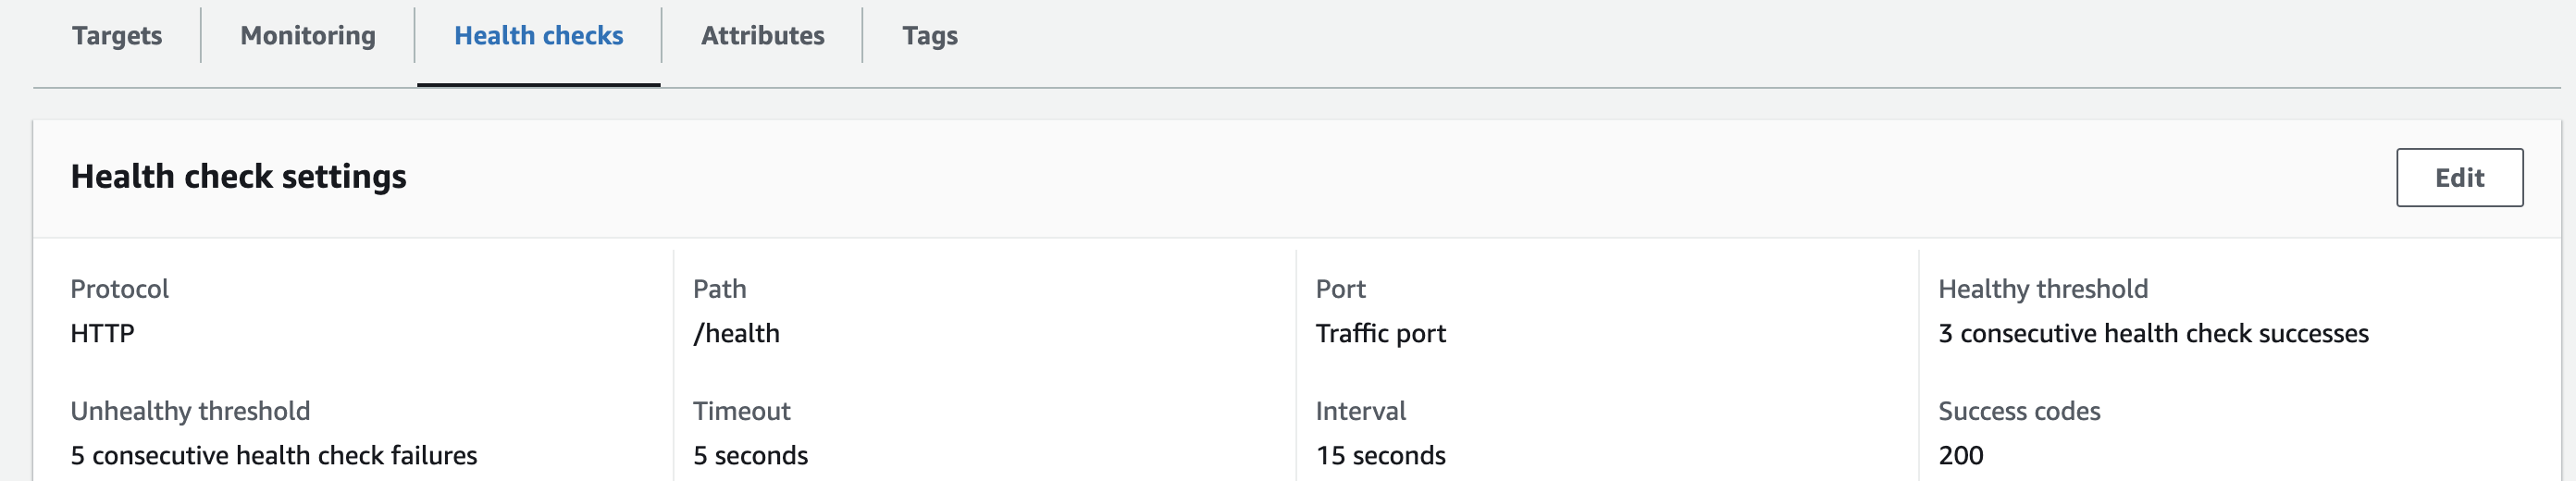 Targets
Monitoring
Health checks
Attributes
Tags
Health check settings
Edit
Protocol
HTTP
Path
/health
Port
Traffic port
Healthy threshold
3 consecutive health check successes
Unhealthy threshold
5 consecutive health check failures
Timeout
5 seconds
Interval
15 seconds
Success codes
200